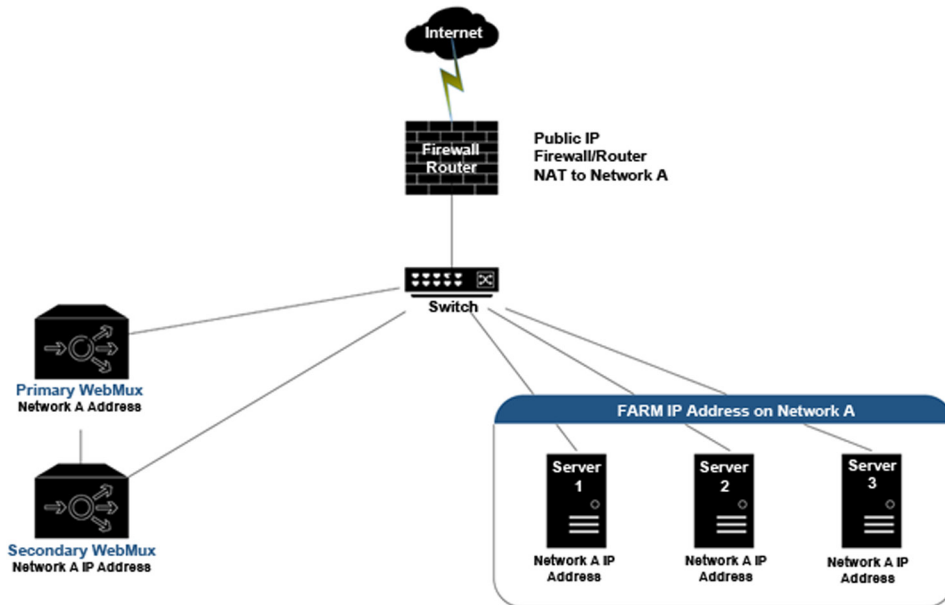 Internet
Firewall
Router
Public IP
Firewall/Router
NAT to Network A
Switch
Primary WebMux
Network A Address
Secondary WebMux
Network A IP Address
FARM IP Address on Network A
Server
1
Network A IP
Address
Server
2
Network A IP
Address
Server
3
Network A IP
Address